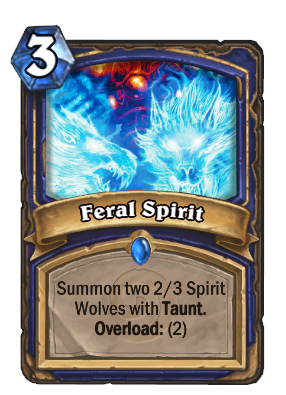 3
Feral Spirit
Summon two 2/3 Spirit
Wolves with Taunt.
Overload: (2)